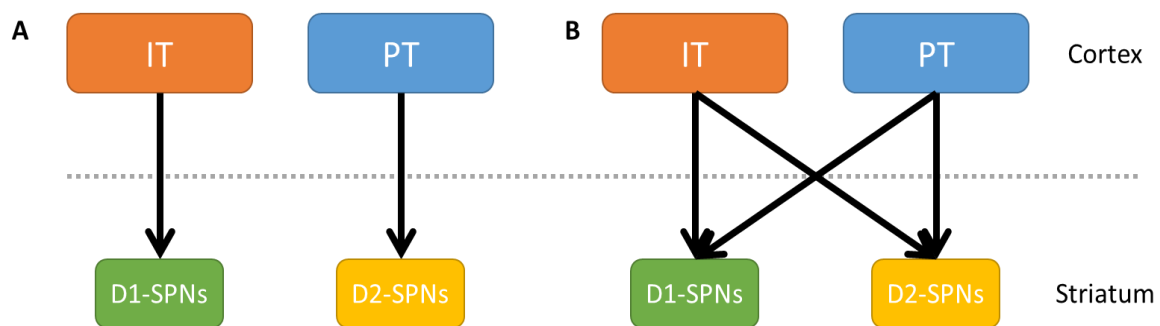 A
IT
PT
B
IT
PT
Cortex
D1-SPNs
D2-SPNs
D1-SPNs
D2-SPNs
Striatum